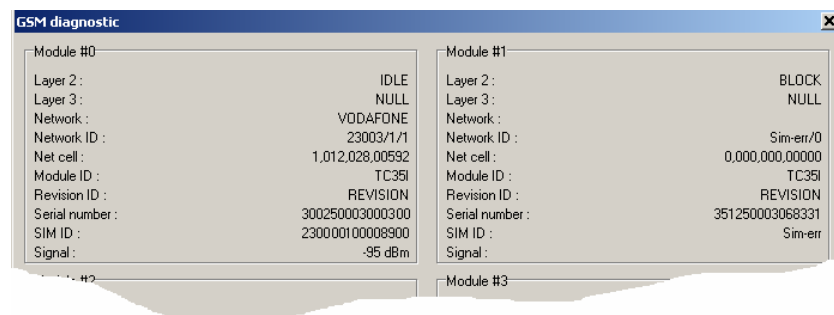 GSM diagnostic
Module #0
Layer 2 : IDLE
Layer 3 : NULL
Network : VODAFONE
Network ID : 23003/1/1
Net cell : 1,012,028,00592
Module ID : TC35I
Revision ID : REVISION
Serial number : 300250003000300
SIM ID : 230000100008900
Signal : -95 dBm
Module #1
Layer 2 : BLOCK
Layer 3 : NULL
Network :
Network ID : Sim-err/0
Net cell : 0,000,000,00000
Module ID : TC35I
Revision ID : REVISION
Serial number : 351250003068331
SIM ID : Sim-err
Signal :
#2
Module #3